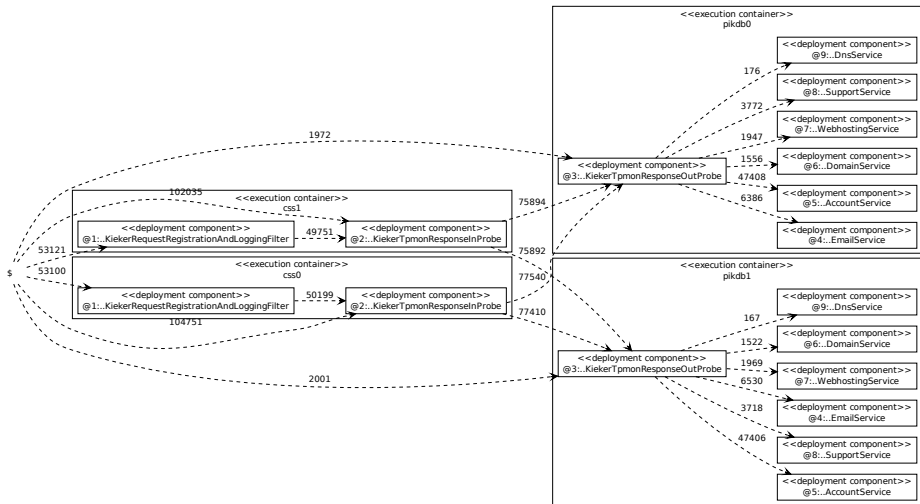 <<execution container>>
pikdb0
<<deployment component>>
@9:..DnsService
176
<<deployment component>>
@8:..SupportService
3772
<<deployment component>>
@7:..WebhostingService
1947
1972
<<deployment component>>
@3:..KiekerTpmonResponseOutProbe
1556
<<deployment component>>
@6:..DomainService
47408
<<deployment component>>
@5:..AccountService
6386
<<deployment component>>
@4:..EmailService
102035
<<execution container>>
css1
75894
<<deployment component>>
@1:..KiekerRequestRegistrationAndLoggingFilter
49751
<<deployment component>>
@2:..KiekerTpmonResponseInProbe
53121
75892
$
53100
<<execution container>>
css0
77540
<<deployment component>>
@1:..KiekerRequestRegistrationAndLoggingFilter
50199
<<deployment component>>
@2:..KiekerTpmonResponseInProbe
77410
104751
2001
<<execution container>>
pikdb1
<<deployment component>>
@3:..KiekerTpmonResponseOutProbe
167
<<deployment component>>
@9:..DnsService
1522
<<deployment component>>
@6:..DomainService
1969
<<deployment component>>
@7:..WebhostingService
6530
<<deployment component>>
@4:..EmailService
3718
<<deployment component>>
@8:..SupportService
47406
<<deployment component>>
@5:..AccountService